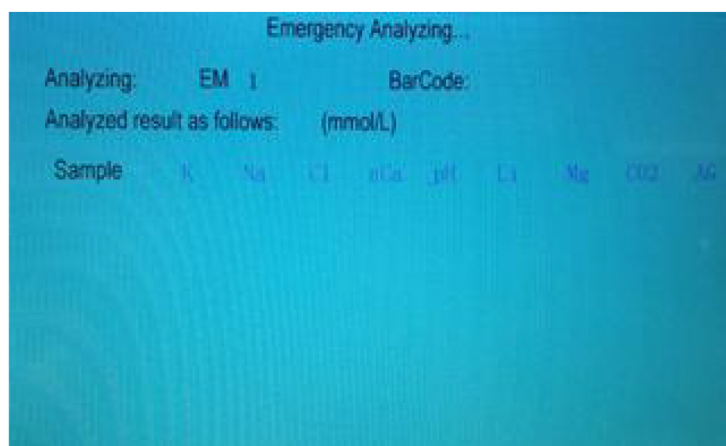 Emergency Analyzing...
Analyzing: EM 1 BarCode:
Analyzed result as follows: (mmol/L)
Sample K Na Cl nCa pH Li Mg CO2 AG